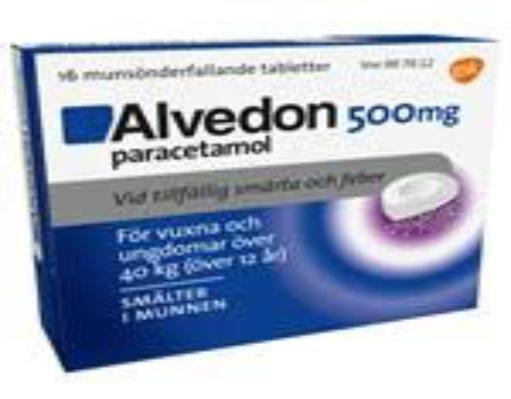 16 munsönderfallande tabletter
Alvedon 500mg
paracetamol
Vid tillfällig smärta och feber
För vuxna och
ungdomar över
40 kg (över 12 år)
SMÄLTER
I MUNNEN
gsk